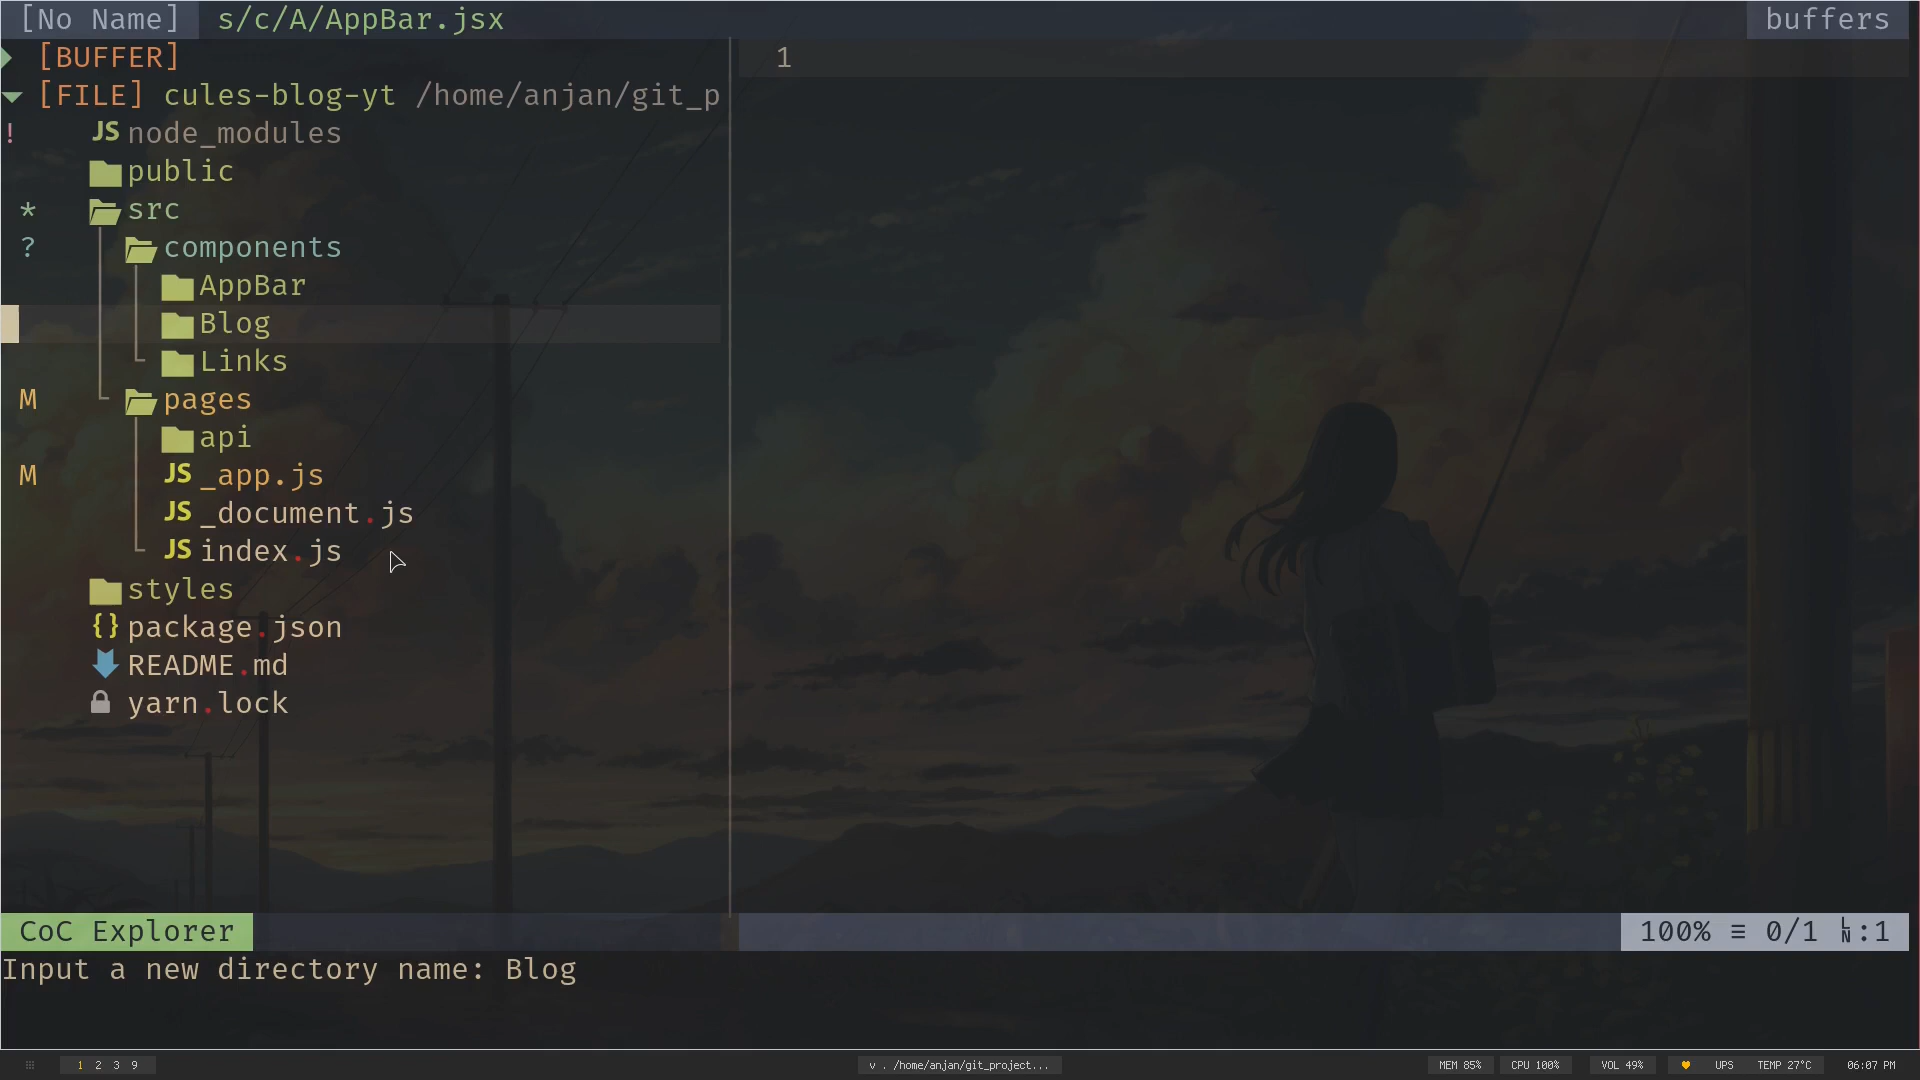 [No Name] s/c/A/AppBar.jsx buffers
[BUFFER] 1
[FILE] cules-blog-yt /home/anjan/git_p
! JS node_modules
public
* src
? components
AppBar
Blog
Links
M pages
api
M JS _app.js
JS _document.js
JS index.js
styles
{} package.json
README.md
yarn.lock
CoC Explorer 100% ≡ 0/1 LN:1
Input a new directory name: Blog
1 2 3 9 v . /home/anjan/git_project... MEM 85% CPU 100% VOL 49% UPS TEMP 27°C 06:07 PM